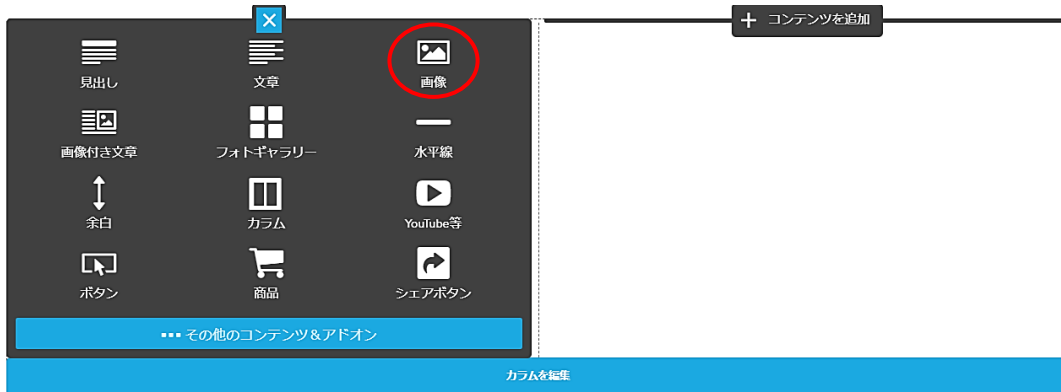 コンテンツを追加
見出し
文章
画像
画像付き文章
フォトギャラリー
水平線
余白
カラム
YouTube等
ボタン
商品
シェアボタン
その他のコンテンツ＆アドオン
カラムを編集